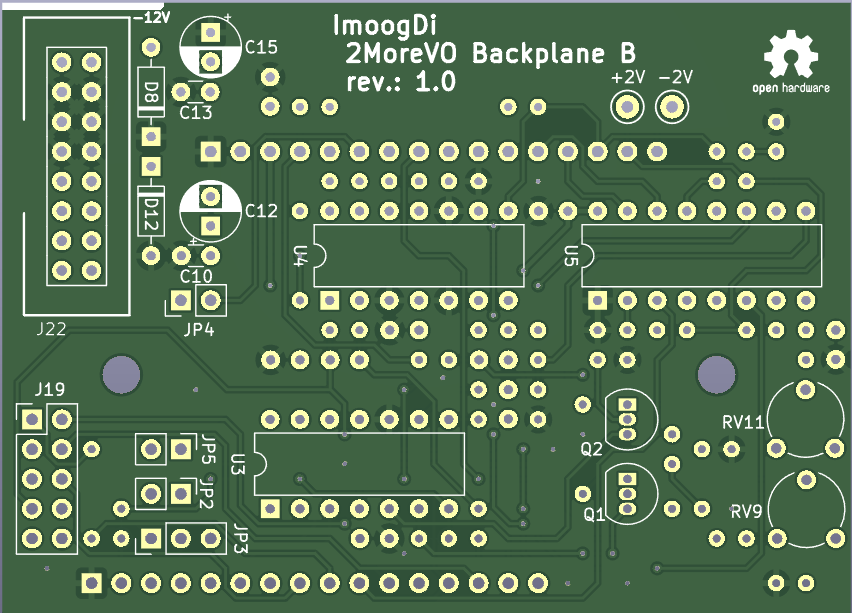 -12V
+
ImoogDi
2MoreVO Backplane B
rev.: 1.0
C15
+2V -2V
open hardware
D8
C13
D12
C12
+
C10
U4
U5
JP4
J22
J19
RV11
JP5
U3
Q2
JP2
Q1
RV9
JP3